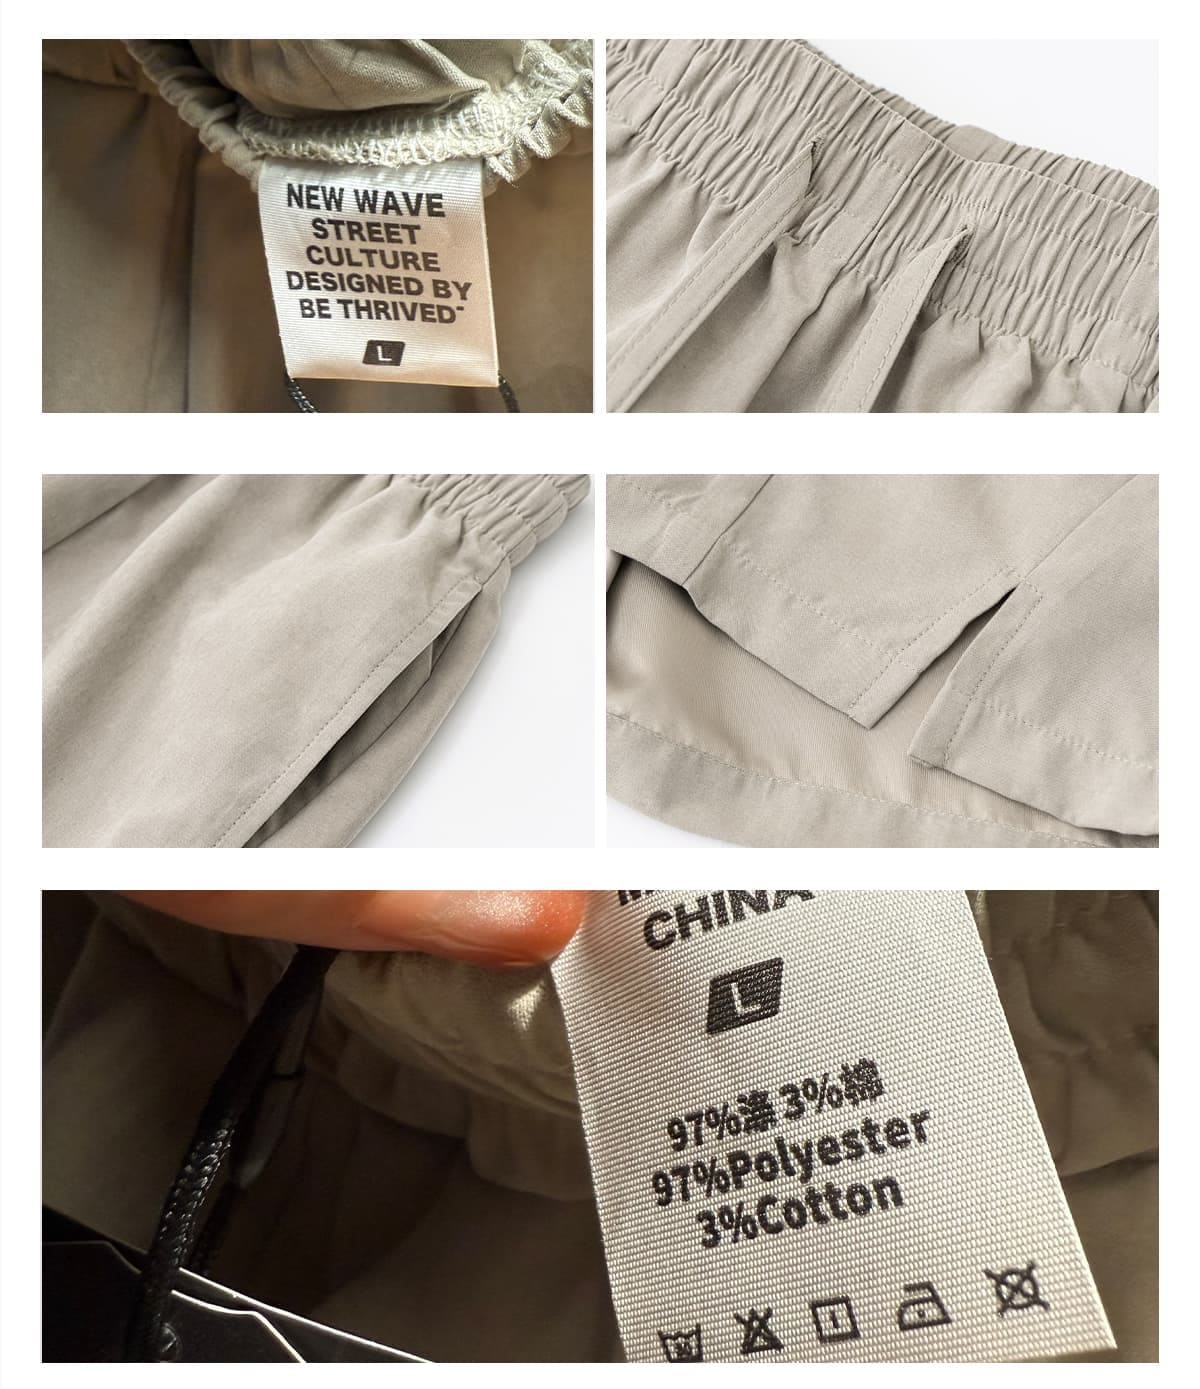 NEW WAVE
STREET
CULTURE
DESIGNED BY
BE THRIVED
L
CHINA
L
97%涤 3%棉
97%Polyester
3%Cotton